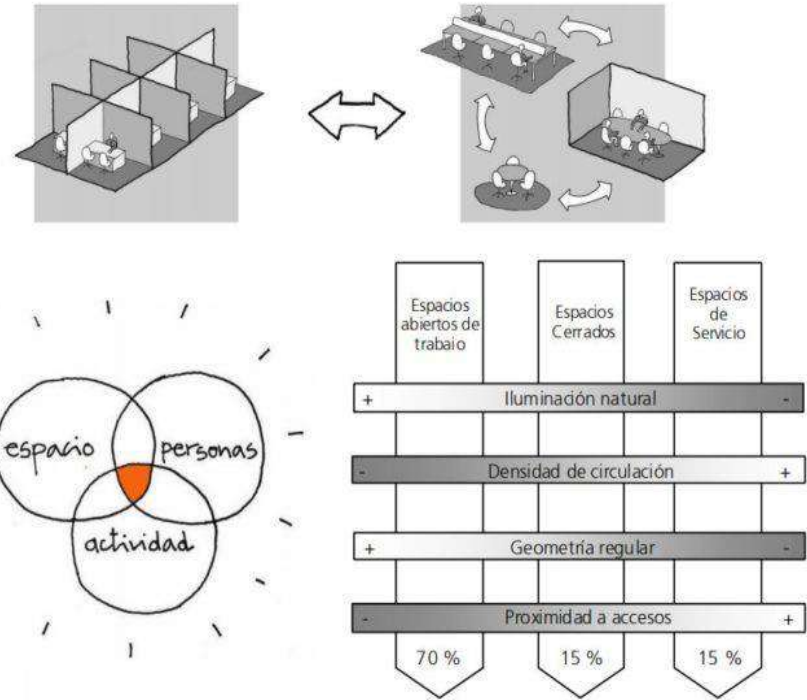 espacio
personas
actividad
Espacios
abiertos de
trabaio
Espacios
Cerrados
Espacios
de
Servicio
+ Iluminación natural -
- Densidad de circulación +
+ Geometría regular -
- Proximidad a accesos +
70 %
15 %
15 %